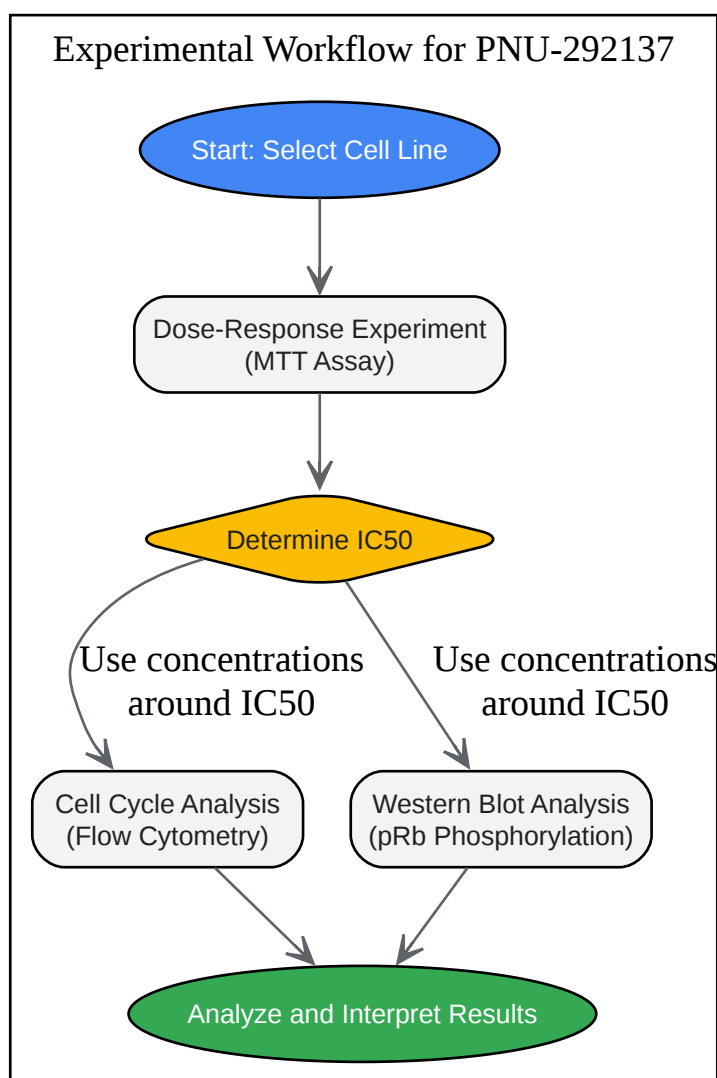 Experimental Workflow for PNU-292137
Start: Select Cell Line
Dose-Response Experiment
(MTT Assay)
Determine IC50
Use concentrations
around IC50
Use concentrations
around IC50
Cell Cycle Analysis
(Flow Cytometry)
Western Blot Analysis
(pRb Phosphorylation)
Analyze and Interpret Results